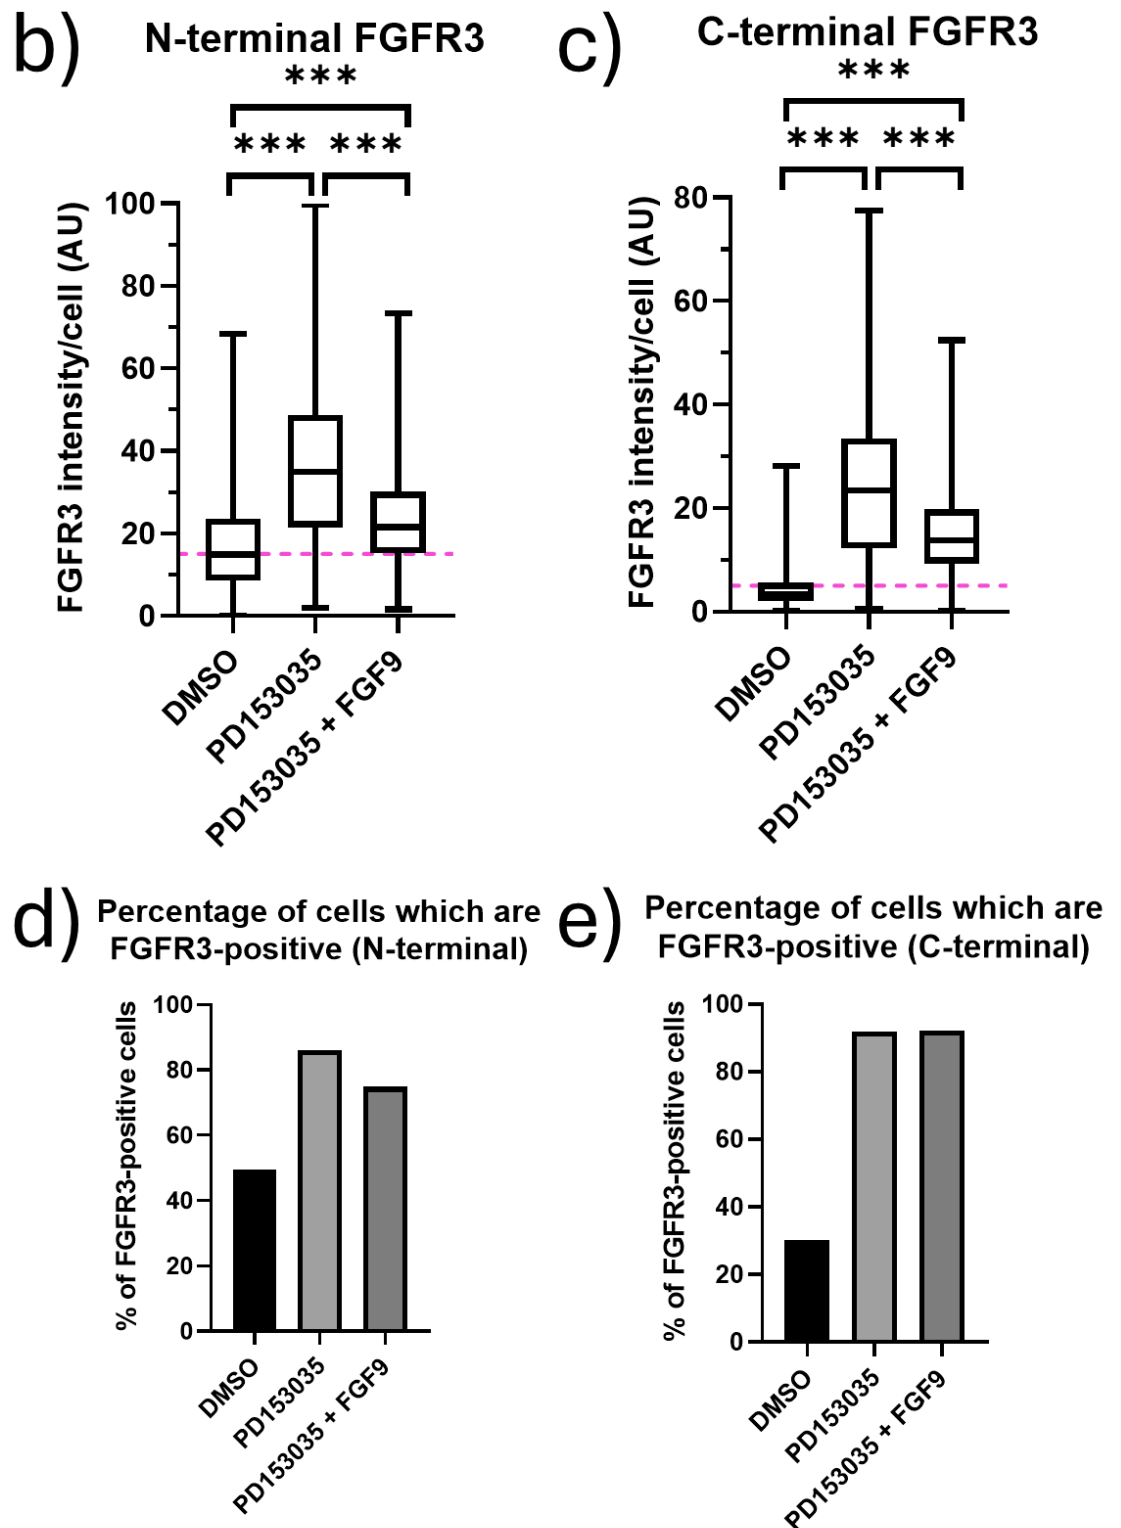 b)
N-terminal FGFR3
***
*** ***
FGFR3 intensity/cell (AU)
100
80
60
40
20
0
DMSO
PD153035
PD153035 + FGF9
c)
C-terminal FGFR3
***
*** ***
FGFR3 intensity/cell (AU)
80
60
40
20
0
DMSO
PD153035
PD153035 + FGF9
d)
Percentage of cells which are
FGFR3-positive (N-terminal)
% of FGFR3-positive cells
100
80
60
40
20
0
DMSO
PD153035
PD153035 + FGF9
e)
Percentage of cells which are
FGFR3-positive (C-terminal)
% of FGFR3-positive cells
100
80
60
40
20
0
DMSO
PD153035
PD153035 + FGF9